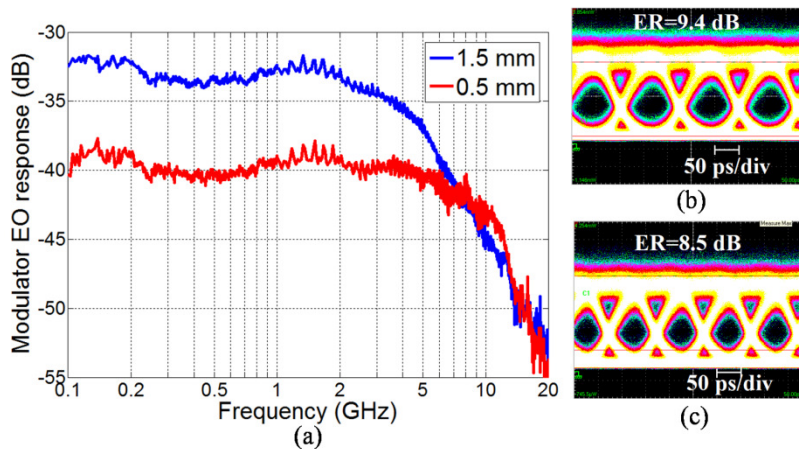 Modulator EO response (dB)
-30
-35
-40
-45
-50
-55
1.5 mm
0.5 mm
0.1
0.2
0.5
1
2
5
10
20
Frequency (GHz)
(a)
ER=9.4 dB
50 ps/div
(b)
ER=8.5 dB
C1
50 ps/div
(c)